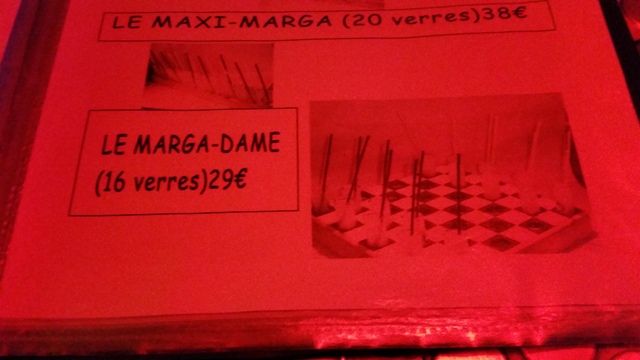 LE MAXI-MARGA (20 verres)38€
LE MARGA-DAME
(16 verres)29€